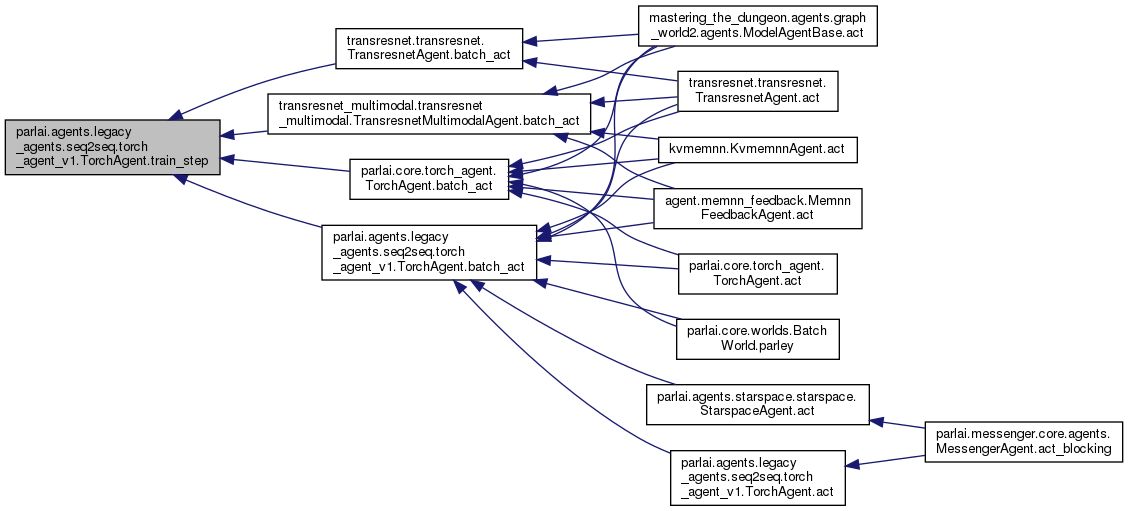 parlai.agents.legacy
_agents.seq2seq.torch
_agent_v1.TorchAgent.train_step
transresnet.transresnet.
TransresnetAgent.batch_act
transresnet_multimodal.transresnet
_multimodal.TransresnetMultimodalAgent.batch_act
parlai.core.torch_agent.
TorchAgent.batch_act
parlai.agents.legacy
_agents.seq2seq.torch
_agent_v1.TorchAgent.batch_act
mastering_the_dungeon.agents.graph
_world2.agents.ModelAgentBase.act
transresnet.transresnet.
TransresnetAgent.act
kvmemnn.KvmemnnAgent.act
agent.memnn_feedback.Memnn
FeedbackAgent.act
parlai.core.torch_agent.
TorchAgent.act
parlai.core.worlds.Batch
World.parley
parlai.agents.starspace.starspace.
StarspaceAgent.act
parlai.agents.legacy
_agents.seq2seq.torch
_agent_v1.TorchAgent.act
parlai.messenger.core.agents.
MessengerAgent.act_blocking